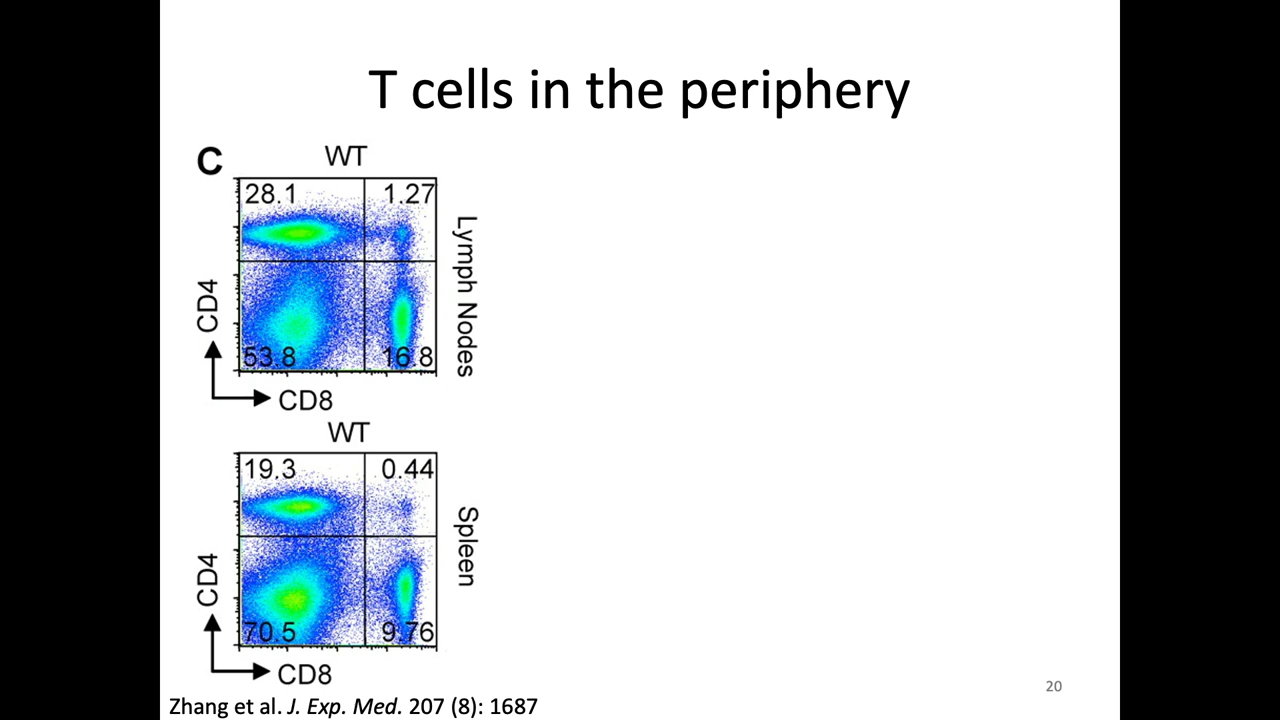 T cells in the periphery
C
WT
28.1 1.27
53.8 16.8
CD4
CD8
Lymph Nodes
WT
19.3 0.44
70.5 9.76
CD4
CD8
Spleen
Zhang et al. J. Exp. Med. 207 (8): 1687
20